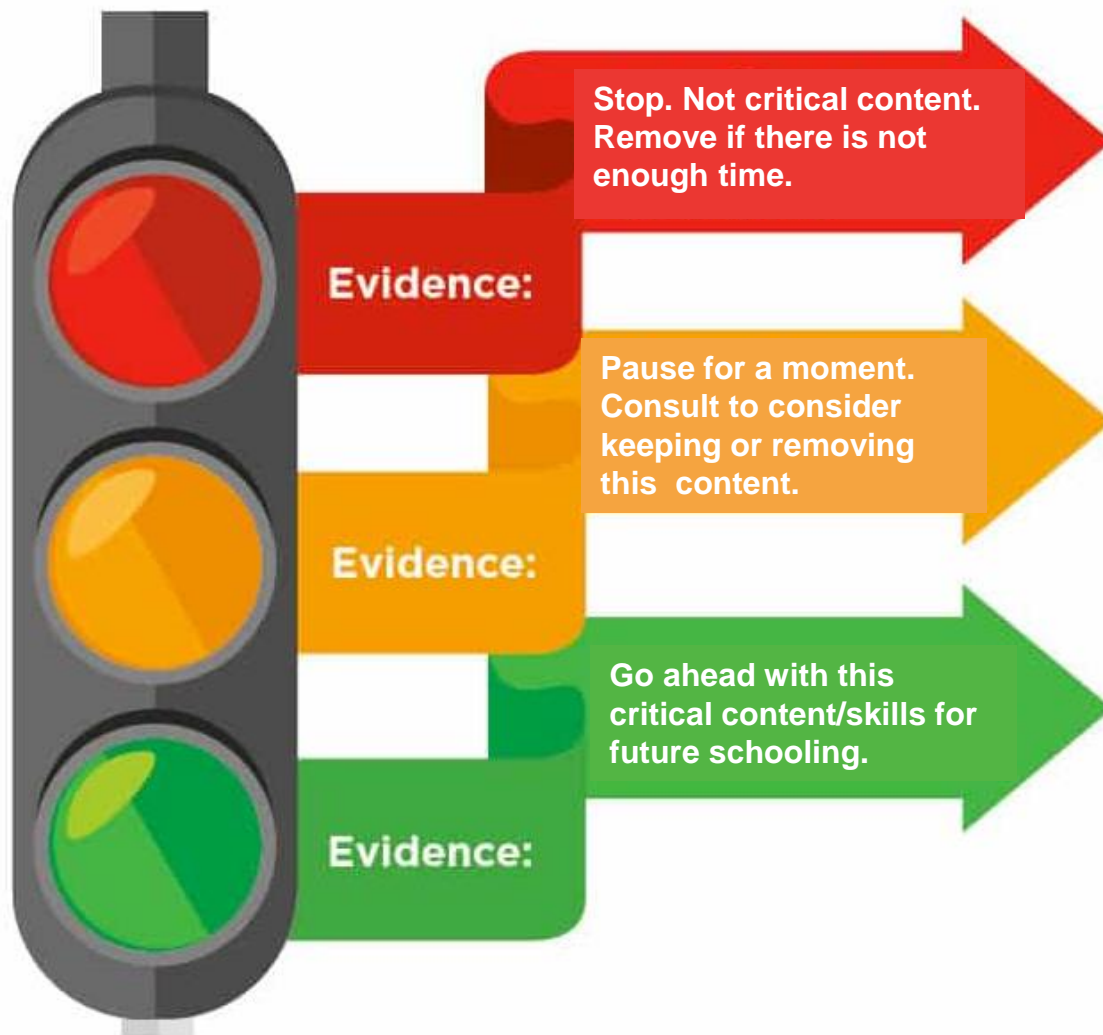 Stop. Not critical content.
Remove if there is not
enough time.
Evidence:
Pause for a moment.
Consult to consider
keeping or removing
this  content.
Evidence:
Go ahead with this
critical content/skills for
future schooling.
Evidence: